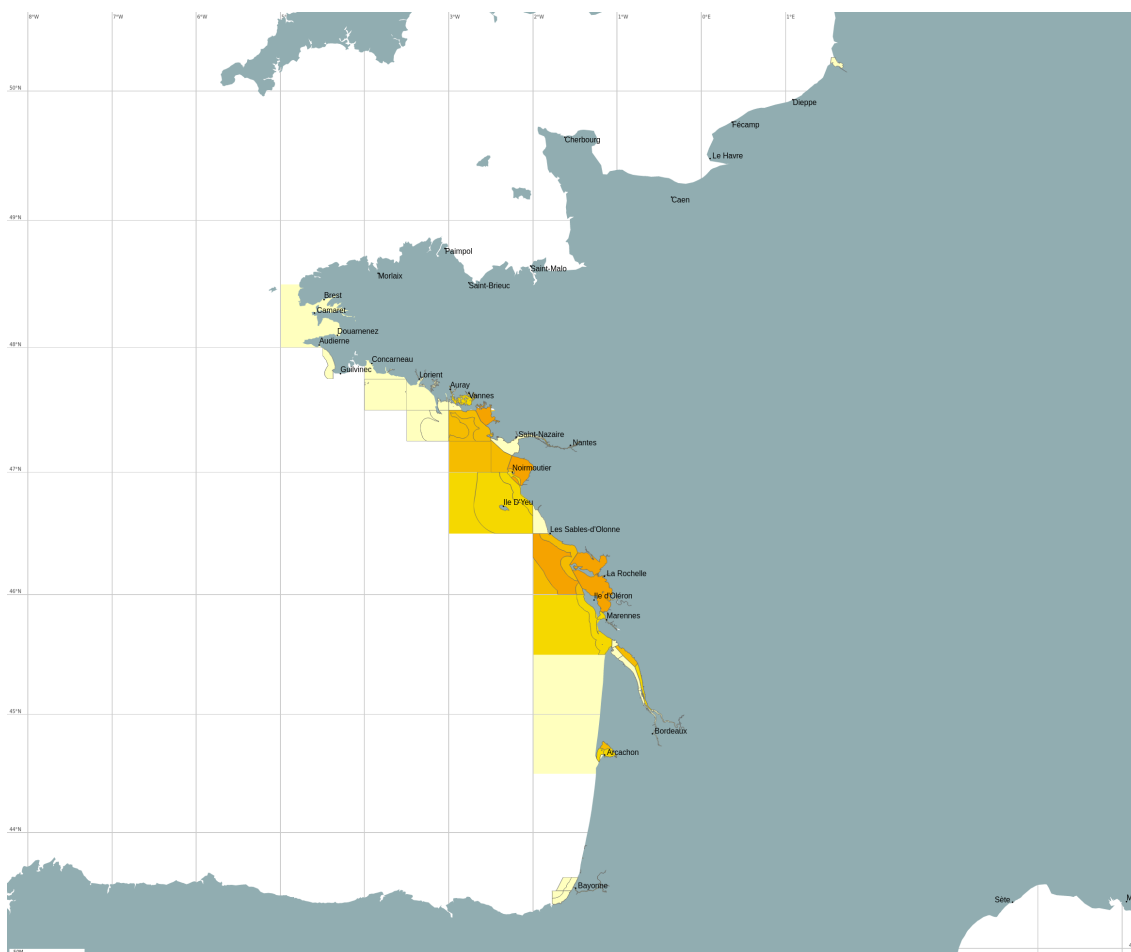 8°W 7°W 3°W 2°W 1°W 0°E 1°E
50°N
Dieppe
Fécamp
Cherbourg
Le Havre
Caen
49°N
Paimpol
Saint-Malo
Morlaix
Saint-Brieuc
Brest
Camaret
Douarnenez
Audierne
48°N
Concarneau
Guilvinec
Lorient
Auray
Vannes
Saint-Nazaire
Nantes
47°N
Noirmoutier
Ile D'Yeu
Les Sables-d'Olonne
La Rochelle
46°N
Ile d'Oléron
Marennes
45°N
Bordeaux
Arcachon
44°N
Bayonne
Sète
M